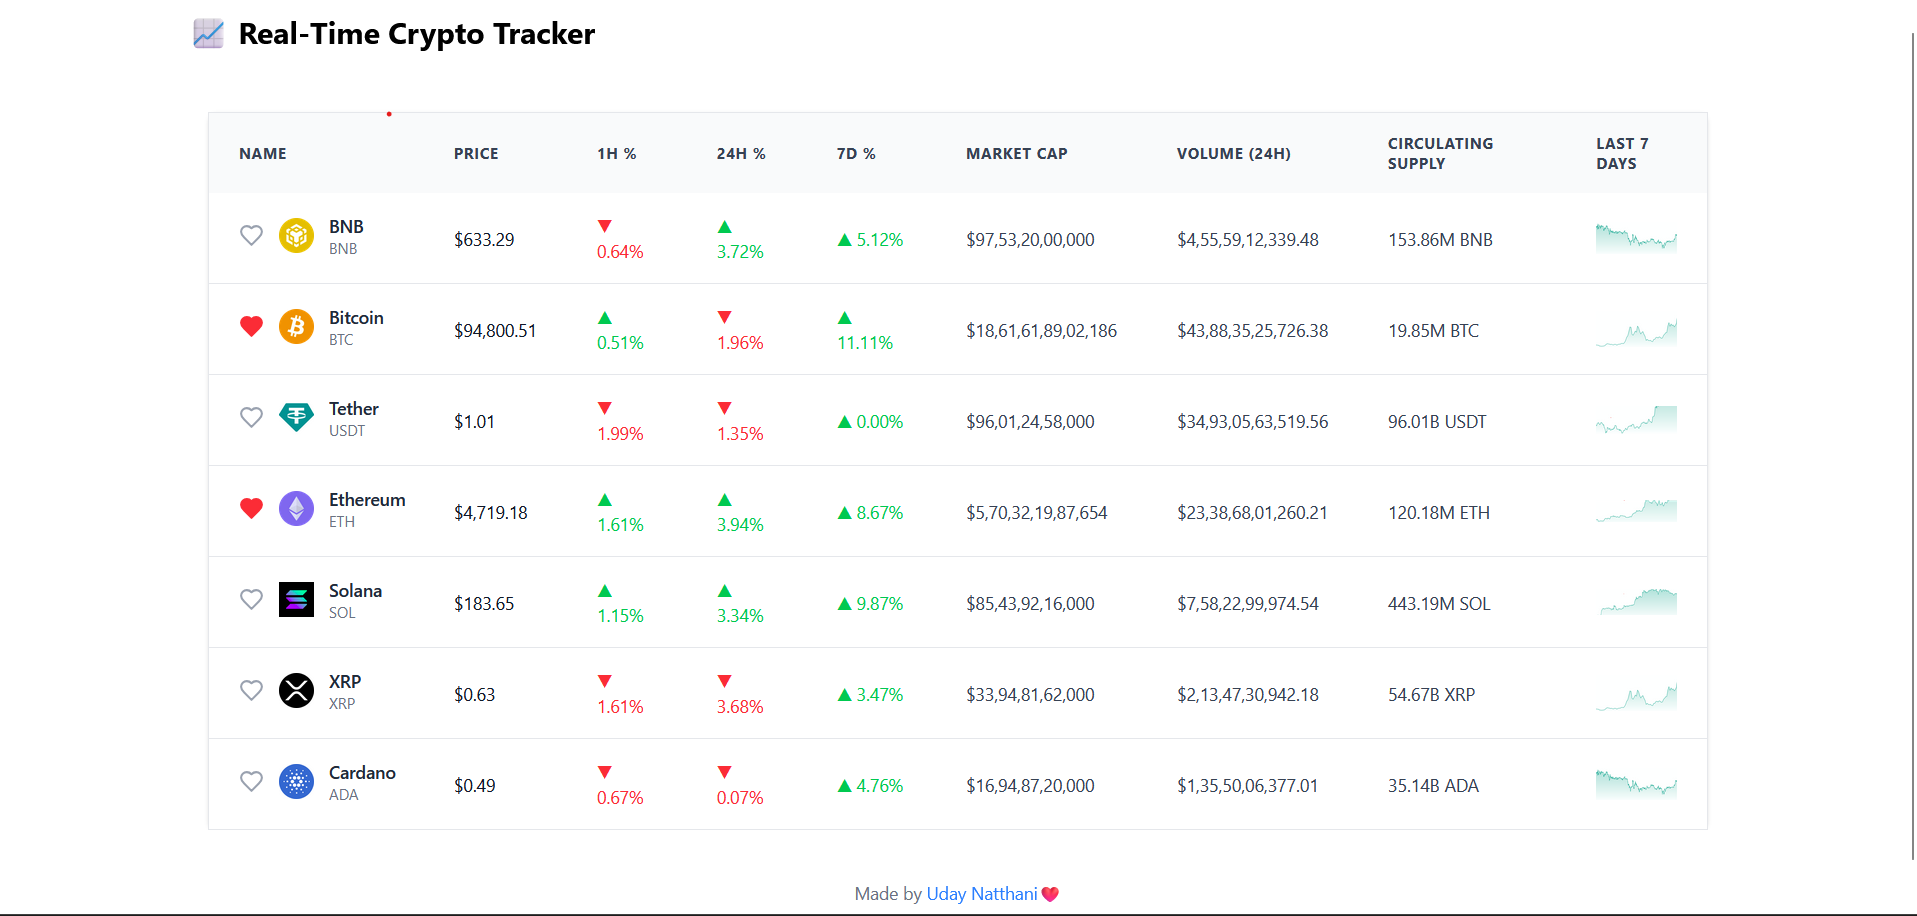 Real-Time Crypto Tracker
NAME PRICE 1H % 24H % 7D % MARKET CAP VOLUME (24H) CIRCULATING SUPPLY LAST 7 DAYS
BNB BNB $633.29 ▼ 0.64% ▲ 3.72% ▲ 5.12% $97,53,20,00,000 $4,55,59,12,339.48 153.86M BNB
Bitcoin BTC $94,800.51 ▲ 0.51% ▼ 1.96% ▲ 11.11% $18,61,61,89,02,186 $43,88,35,25,726.38 19.85M BTC
Tether USDT $1.01 ▼ 1.99% ▼ 1.35% ▲ 0.00% $96,01,24,58,000 $34,93,05,63,519.56 96.01B USDT
Ethereum ETH $4,719.18 ▲ 1.61% ▲ 3.94% ▲ 8.67% $5,70,32,19,87,654 $23,38,68,01,260.21 120.18M ETH
Solana SOL $183.65 ▲ 1.15% ▲ 3.34% ▲ 9.87% $85,43,92,16,000 $7,58,22,99,974.54 443.19M SOL
XRP XRP $0.63 ▼ 1.61% ▼ 3.68% ▲ 3.47% $33,94,81,62,000 $2,13,47,30,942.18 54.67B XRP
Cardano ADA $0.49 ▼ 0.67% ▼ 0.07% ▲ 4.76% $16,94,87,20,000 $1,35,50,06,377.01 35.14B ADA
Made by Uday Natthani❤️